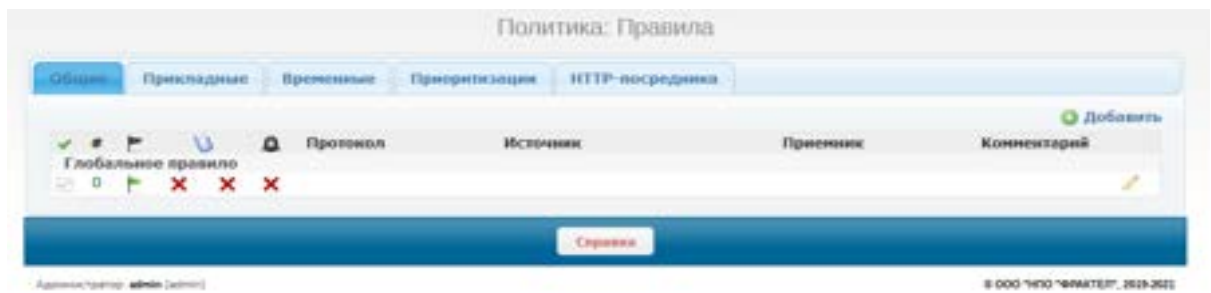 Политика: Правила
Общие Прикладные Временные Приоритизации HTTP-посредника
Добавить
# Протокол Источник Приемник Комментарий
Глобальное правило
0
Справка
Администратор: admin (admin)
© ООО "НПО "ФРАКТЕЛ", 2019-2021